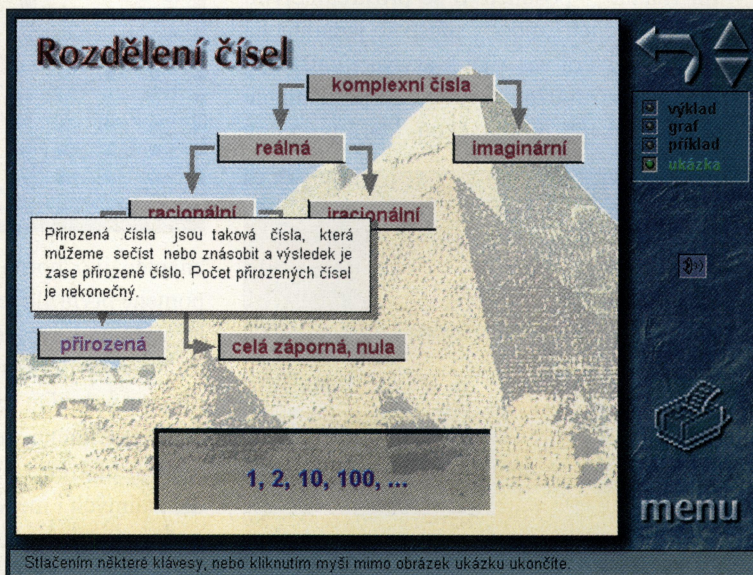 Rozdělení čísel
komplexní čísla
reálná
imaginární
racionální
iracionální
Přirozená čísla jsou taková čísla, která
můžeme sečíst nebo znásobit a výsledek je
zase přirozené číslo. Počet přirozených čísel
je nekonečný.
přirozená
celá záporná, nula
1, 2, 10, 100, ...
výklad
graf
příklad
ukázka
menu
Stlačením některé klávesy, nebo kliknutím myši mimo obrázek ukázku ukončíte.